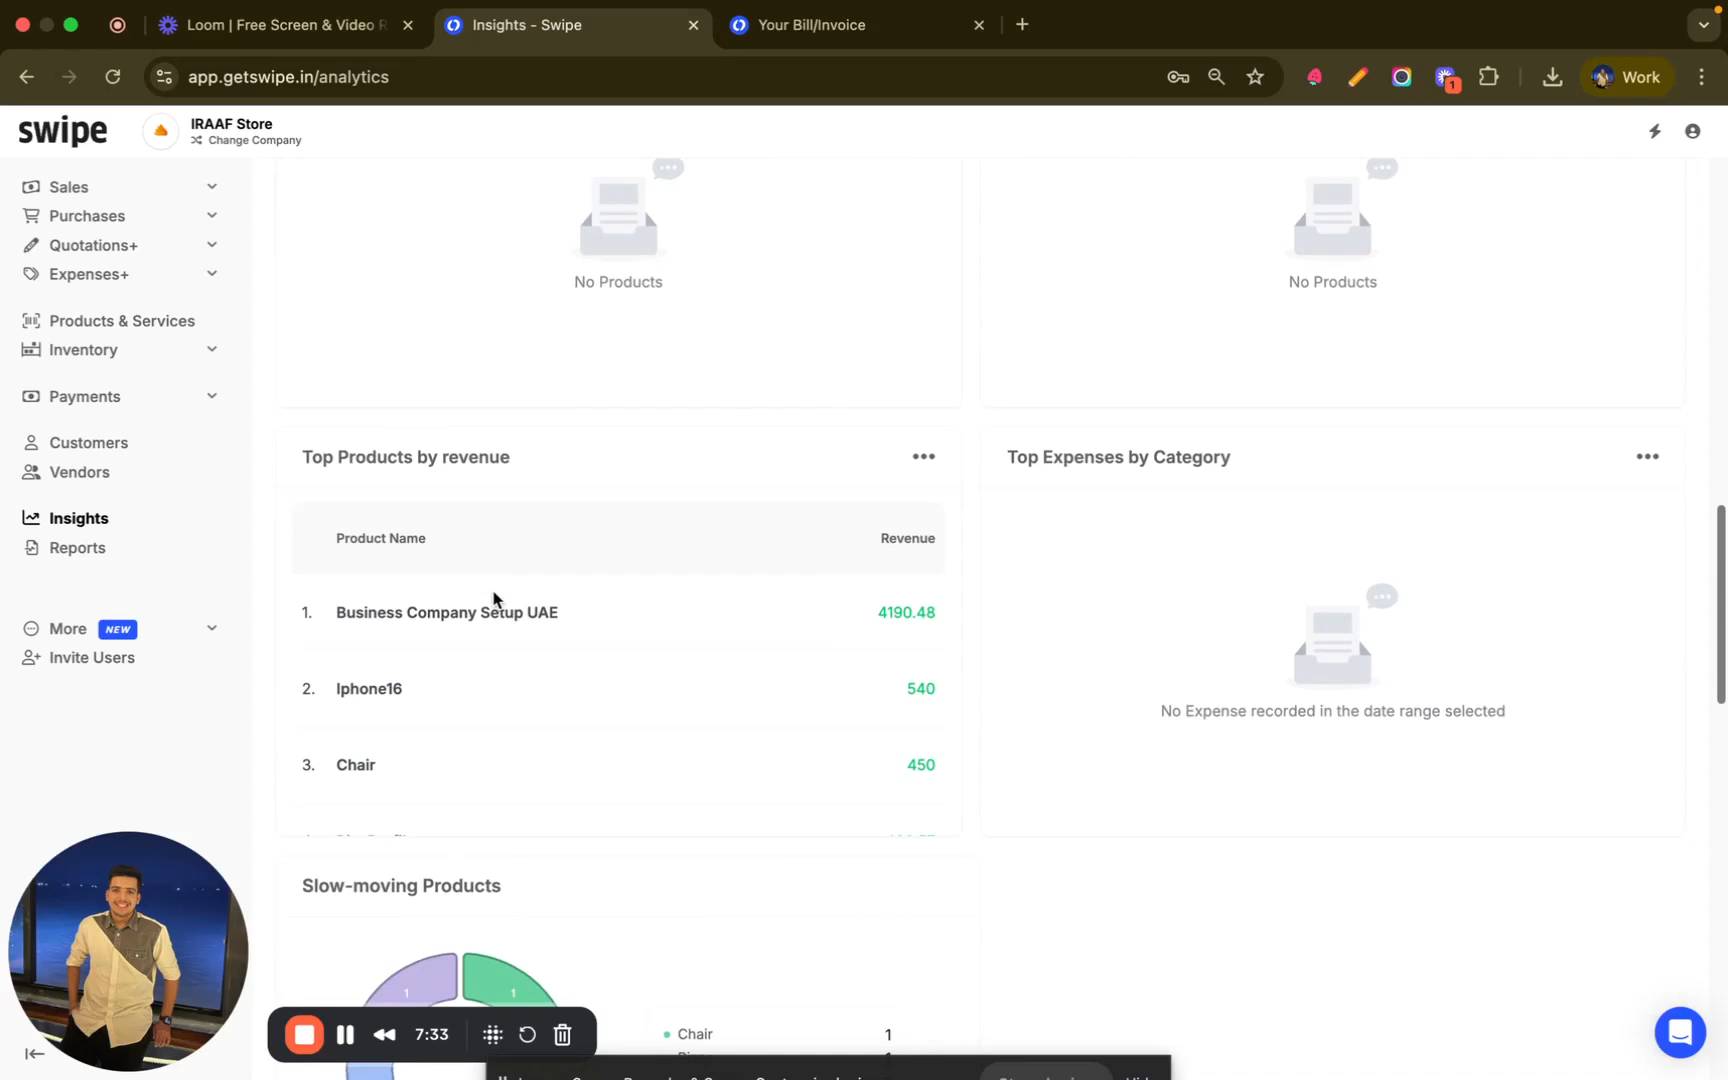 Loom | Free Screen & Video R
Insights - Swipe
Your Bill/Invoice
app.getswipe.in/analytics
1
Work
swipe
IRAAF Store
Change Company
Sales
Purchases
Quotations+
Expenses+
Products & Services
Inventory
Payments
Customers
Vendors
Insights
Reports
More NEW
Invite Users
No Products
No Products
Top Products by revenue
Top Expenses by Category
Product Name Revenue
1. Business Company Setup UAE 4190.48
2. Iphone16 540
3. Chair 450
No Expense recorded in the date range selected
Slow-moving Products
1
1
Chair 1
7:33